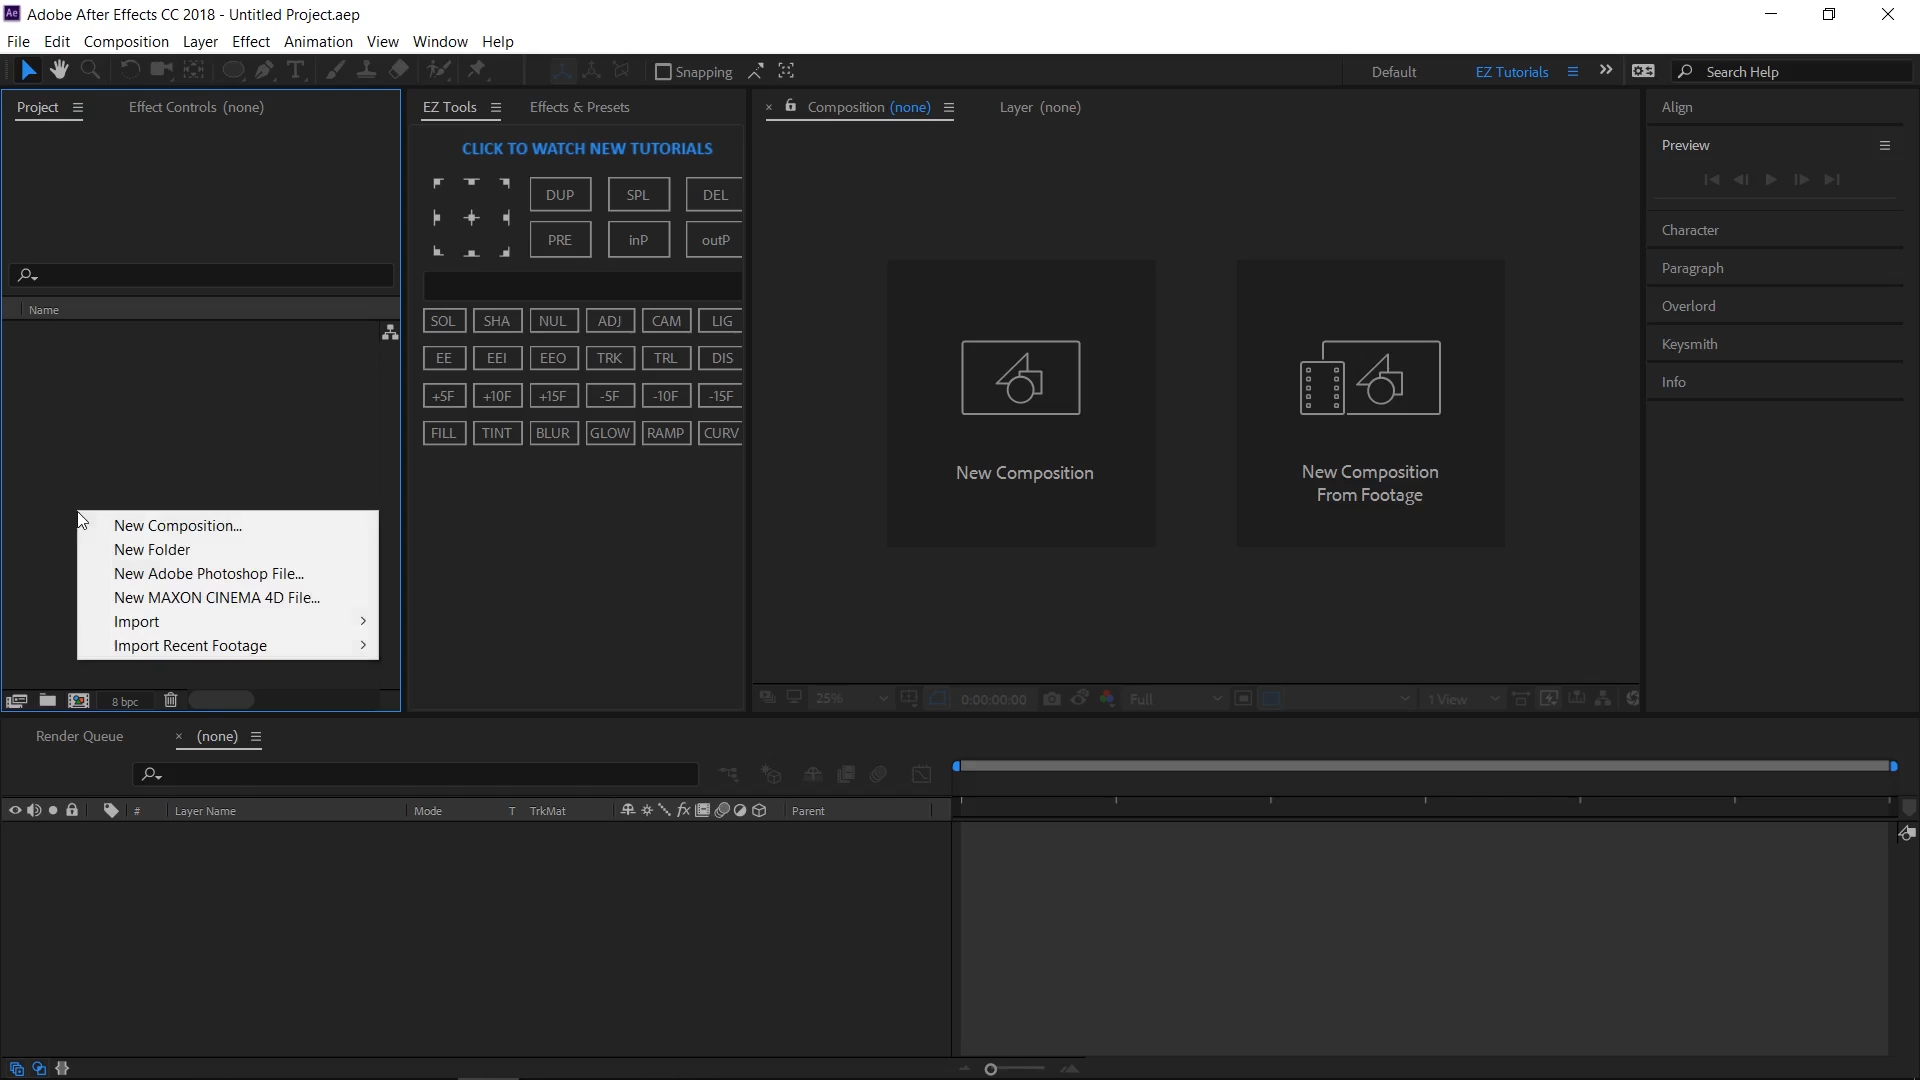 Ae Adobe After Effects CC 2018 - Untitled Project.aep
File Edit Composition Layer Effect Animation View Window Help
Snapping Default EZ Tutorials Search Help
Project Effect Controls (none) EZ Tools Effects & Presets Composition (none) Layer (none) Align
CLICK TO WATCH NEW TUTORIALS
Preview
DUP SPL DEL
PRE inP outP
Character
Paragraph
Overlord
Keysmith
Info
Name
SOL SHA NUL ADJ CAM LIG
EE EEI EEO TRK TRL DIS
+5F +10F +15F -5F -10F -15F
FILL TINT BLUR GLOW RAMP CURV
New Composition
New Composition
From Footage
New Composition...
New Folder
New Adobe Photoshop File...
New MAXON CINEMA 4D File...
Import
Import Recent Footage
8 bpc
25% 0:00:00:00 Full 1 View
Render Queue (none)
# Layer Name Mode T TrkMat fx Parent